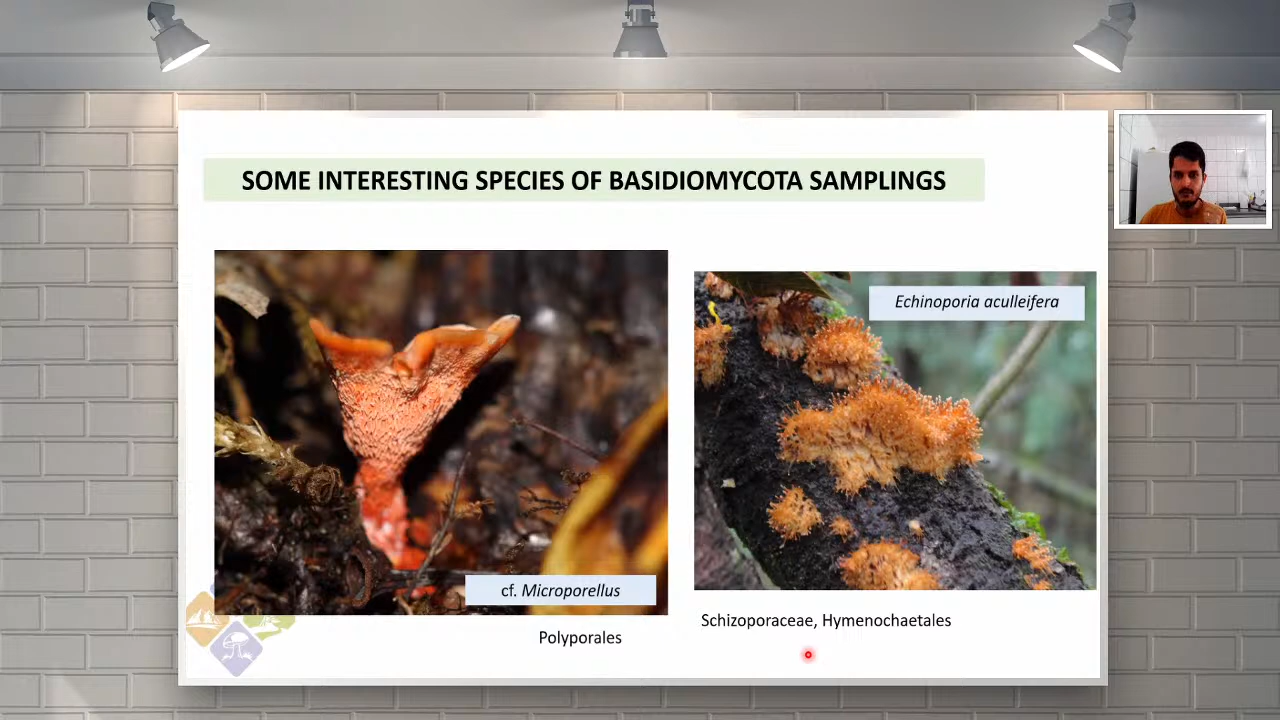 SOME INTERESTING SPECIES OF BASIDIOMYCOTA SAMPLINGS
Echinoporia aculleifera
cf. Microporellus
Polyporales
Schizoporaceae, Hymenochaetales